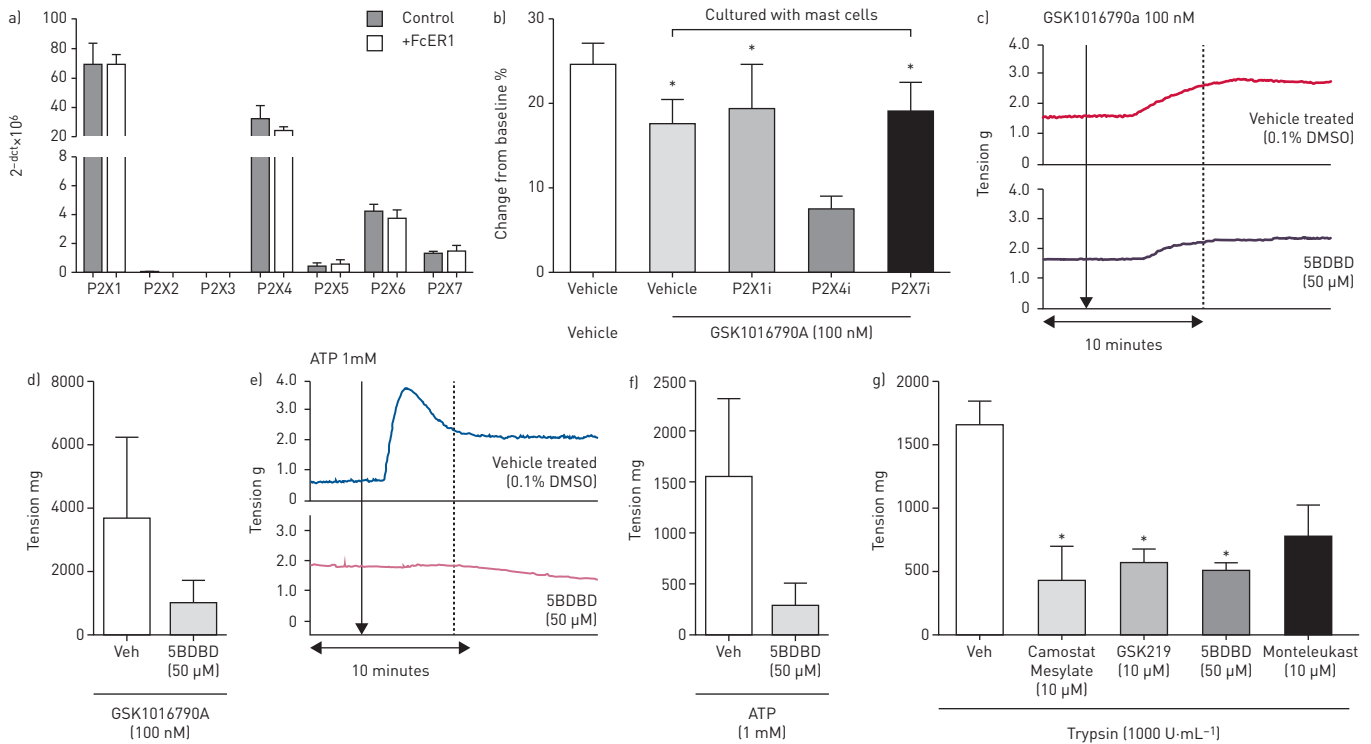 a)
100
80
60
40
20
8
6
4
2
0
2⁻ᵈᶜᵗ×10⁶
Control
+FcER1
P2X1 P2X2 P2X3 P2X4 P2X5 P2X6 P2X7
b)
Cultured with mast cells
30
20
10
0
Change from baseline %
* * *
Vehicle Vehicle P2X1i P2X4i P2X7i
Vehicle GSK1016790A (100 nM)
c)
GSK1016790a 100 nM
4.0
3.0
2.0
1.0
0
Vehicle treated
(0.1% DMSO)
Tension g
4.0
3.0
2.0
1.0
0
5BDBD
(50 µM)
10 minutes
d)
8000
6000
4000
2000
0
Tension mg
Veh 5BDBD
(50 µM)
GSK1016790A
(100 nM)
e)
ATP 1mM
4.0
3.0
2.0
1.0
0
Vehicle treated
(0.1% DMSO)
Tension g
3.0
2.0
1.0
0
5BDBD
(50 µM)
10 minutes
f)
2500
2000
1500
1000
500
0
Tension mg
Veh 5BDBD
(50 µM)
ATP
(1 mM)
g)
2000
1500
1000
500
0
Tension mg
* * *
Veh Camostat GSK219 5BDBD Monteleukast
Mesylate (10 µM) (50 µM) (10 µM)
(10 µM)
Trypsin (1000 U·mL⁻¹)